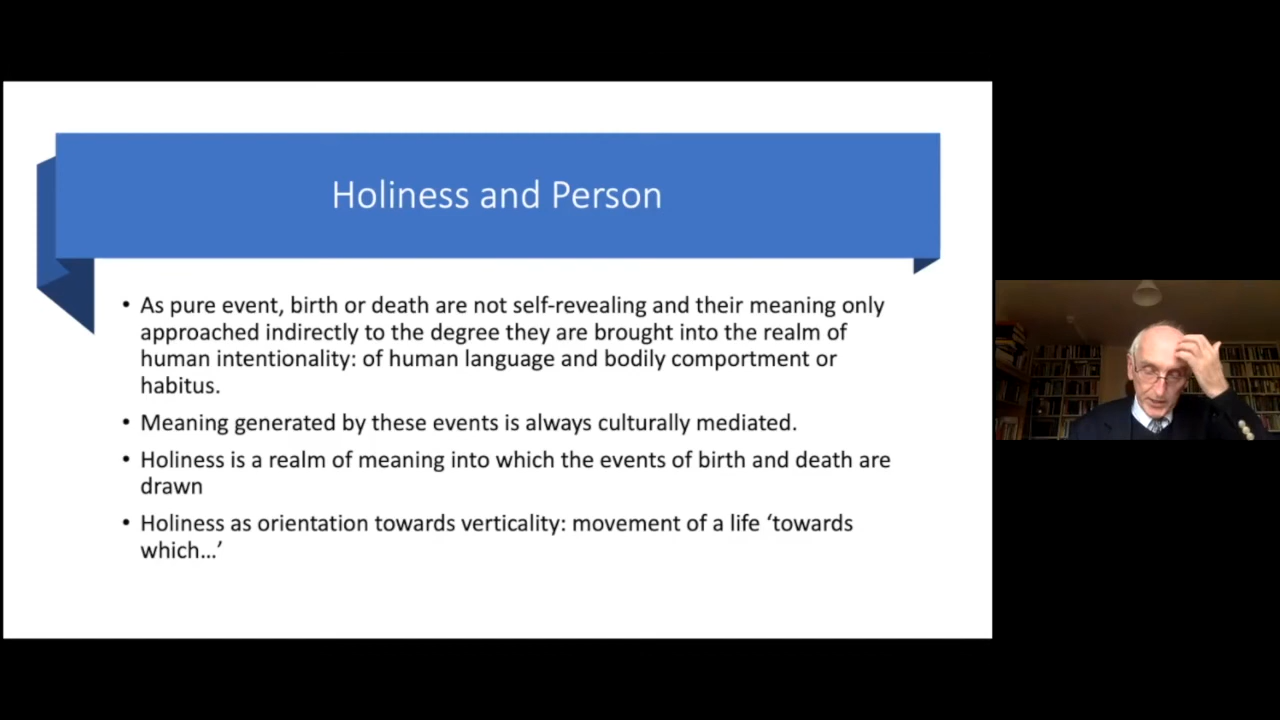 Holiness and Person
• As pure event, birth or death are not self-revealing and their meaning only
approached indirectly to the degree they are brought into the realm of
human intentionality: of human language and bodily comportment or
habitus.
• Meaning generated by these events is always culturally mediated.
• Holiness is a realm of meaning into which the events of birth and death are
drawn
• Holiness as orientation towards verticality: movement of a life ‘towards
which…’